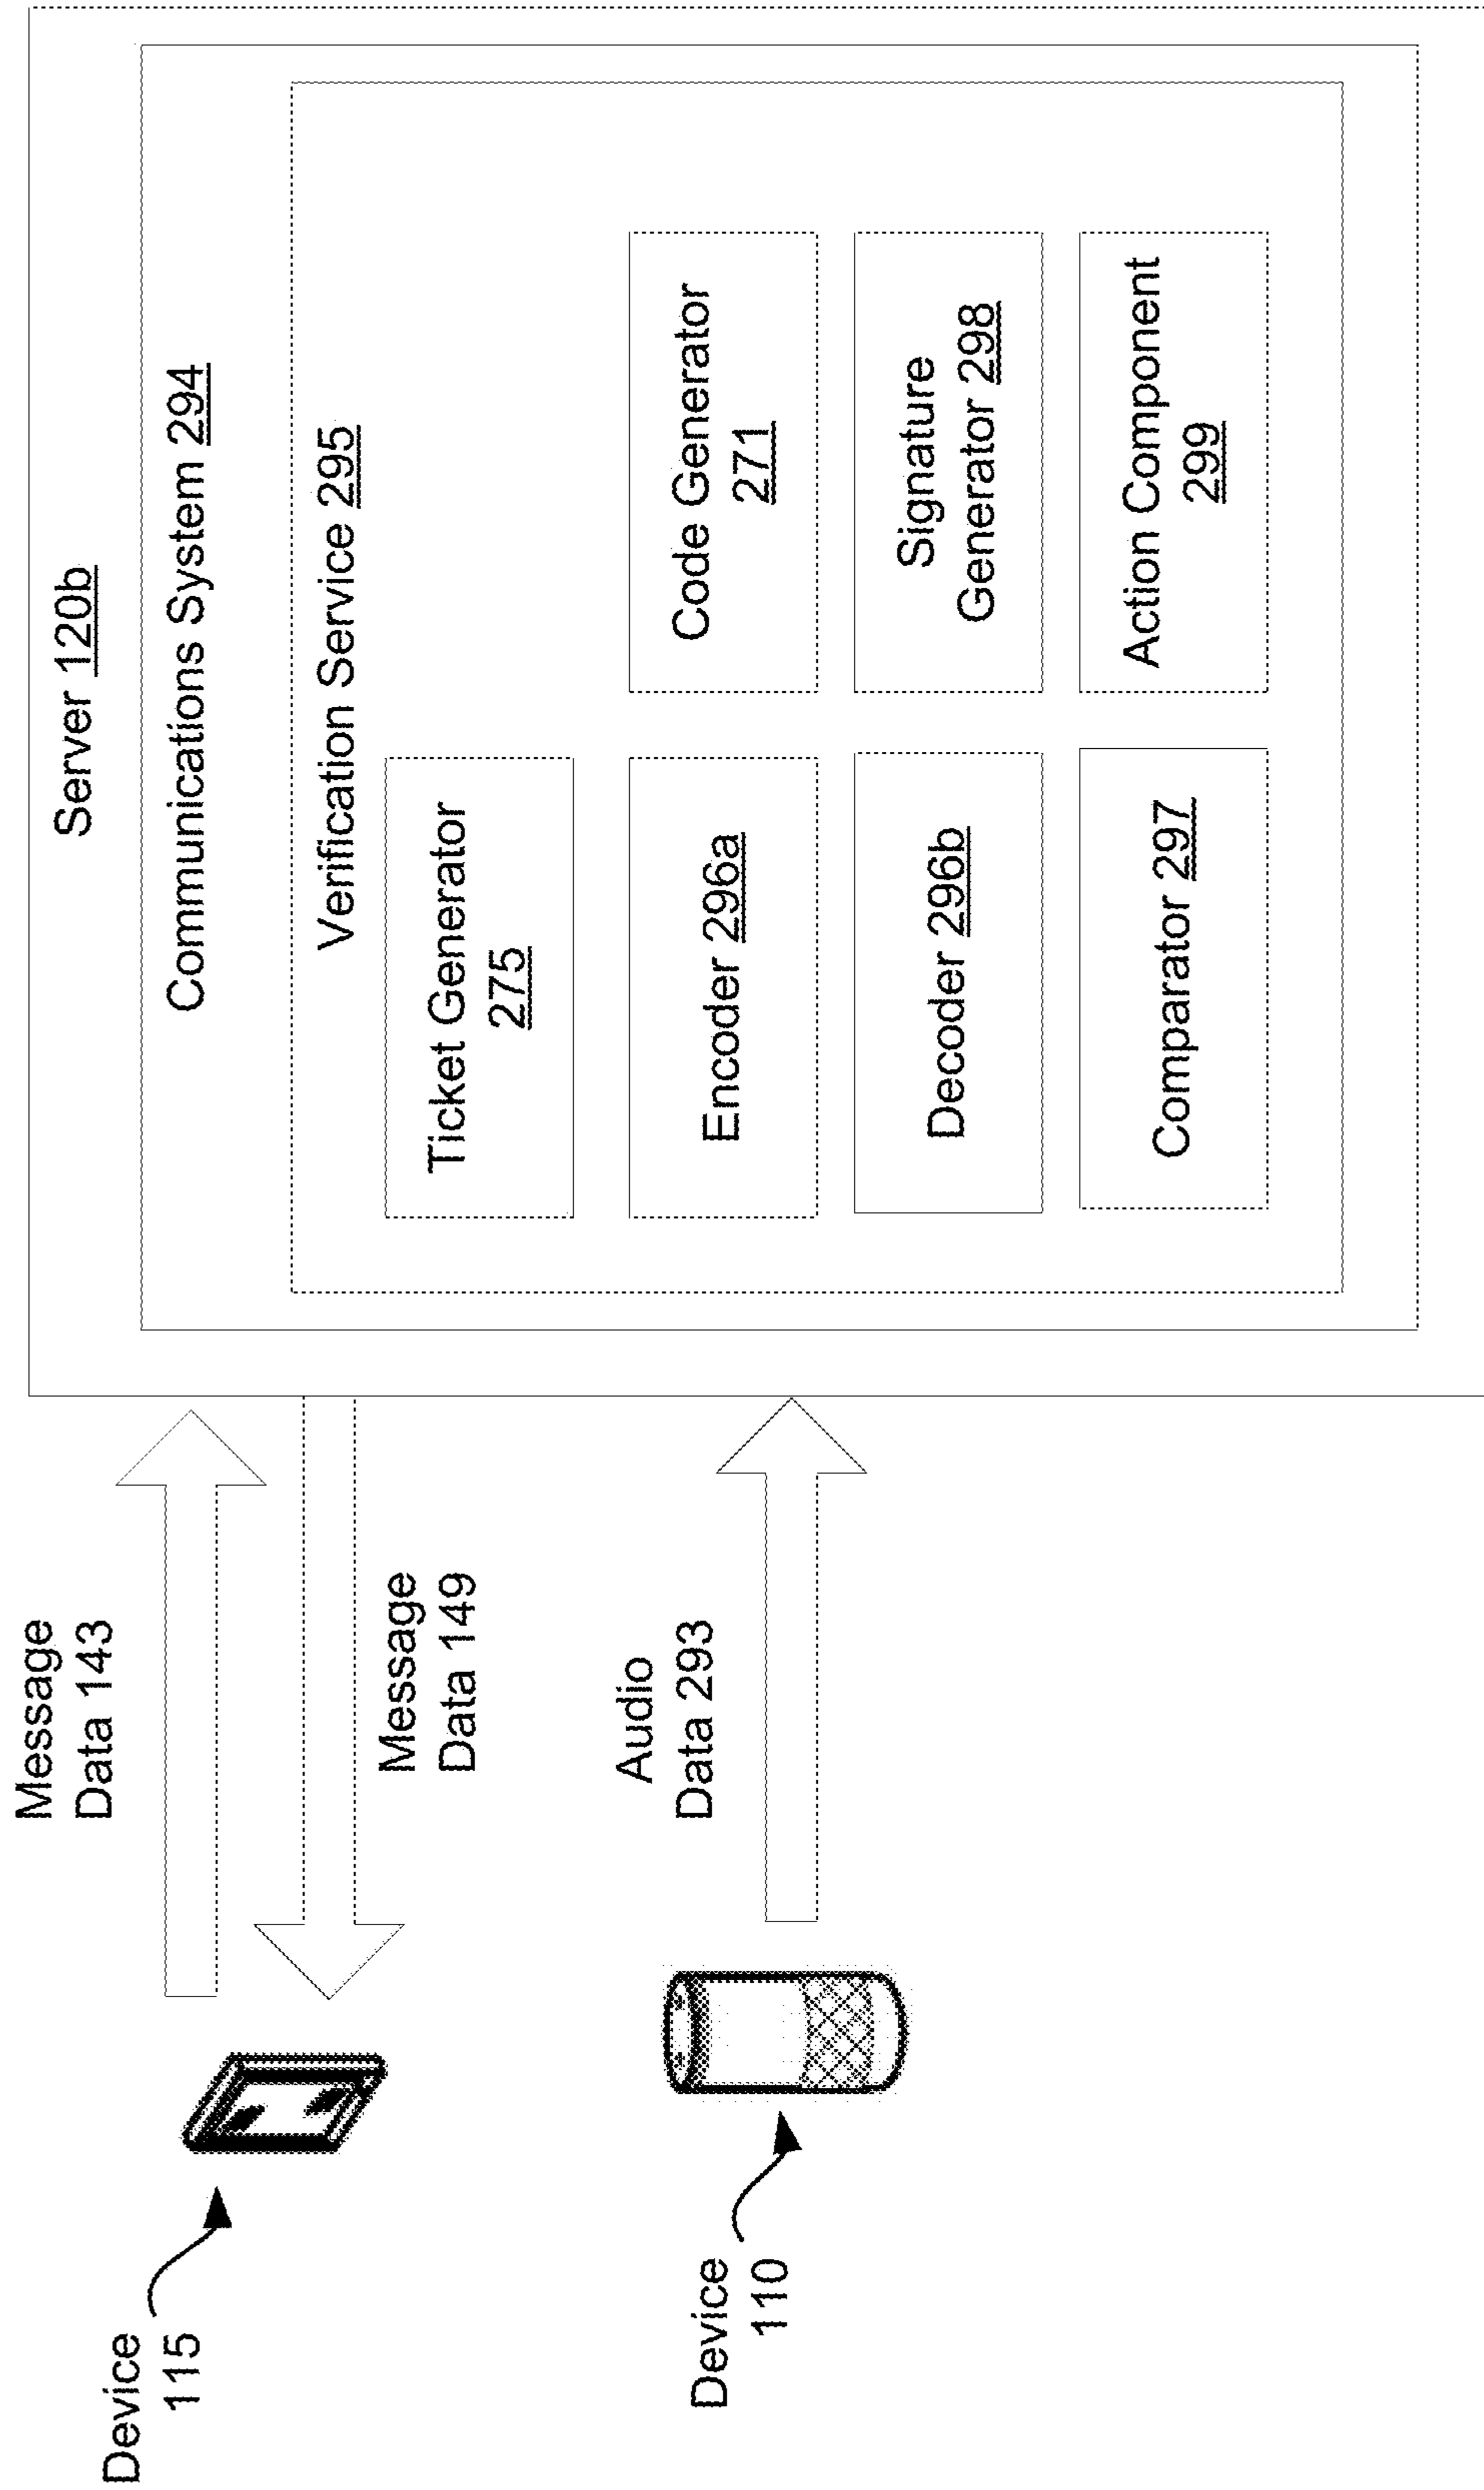 Server 120b
Communications System 294
Verification Service 295
Ticket Generator
275
Encoder 296a
Code Generator
271
Decoder 296b
Signature
Generator 298
Comparator 297
Action Component
299
Message
Data 143
Message
Data 149
Audio
Data 293
Device
115
Device
110